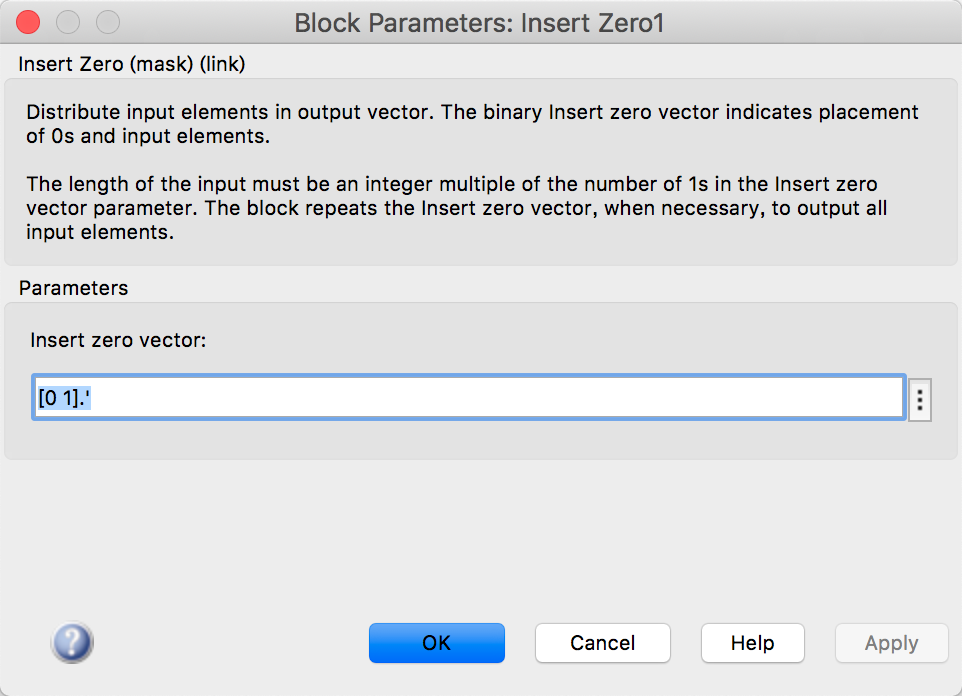 Block Parameters: Insert Zero1
Insert Zero (mask) (link)
Distribute input elements in output vector. The binary Insert zero vector indicates placement
of 0s and input elements.
The length of the input must be an integer multiple of the number of 1s in the Insert zero
vector parameter. The block repeats the Insert zero vector, when necessary, to output all
input elements.
Parameters
Insert zero vector:
[0 1].'
?
OK
Cancel
Help
Apply